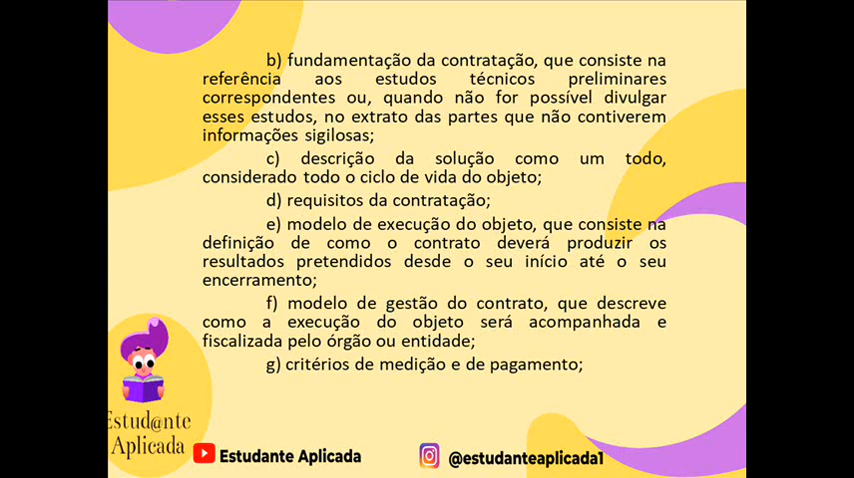 b) fundamentação da contratação, que consiste na
referência aos estudos técnicos preliminares
correspondentes ou, quando não for possível divulgar
esses estudos, no extrato das partes que não contiverem
informações sigilosas;
c) descrição da solução como um todo,
considerado todo o ciclo de vida do objeto;
d) requisitos da contratação;
e) modelo de execução do objeto, que consiste na
definição de como o contrato deverá produzir os
resultados pretendidos desde o seu início até o seu
encerramento;
f) modelo de gestão do contrato, que descreve
como a execução do objeto será acompanhada e
fiscalizada pelo órgão ou entidade;
g) critérios de medição e de pagamento;
Estud@nte
Aplicada
Estudante Aplicada
@estudanteaplicada1